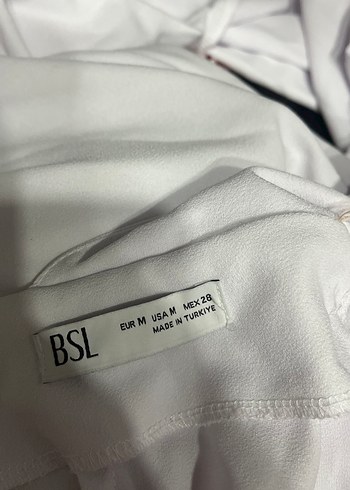 BSL
EUR M USA M MEX 28
MADE IN TURKIYE